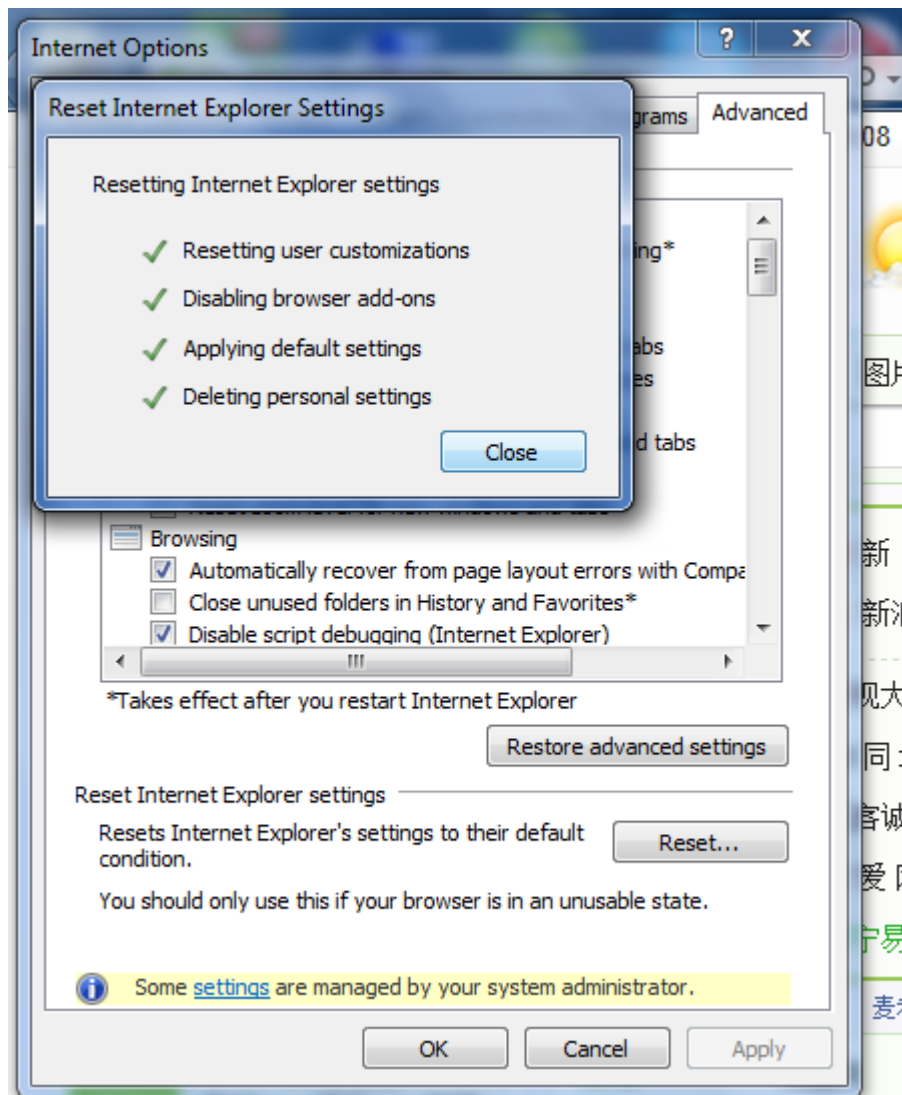 Internet Options
Reset Internet Explorer Settings
grams
Advanced
08
Resetting Internet Explorer settings
Resetting user customizations
ing*
Disabling browser add-ons
Applying default settings
abs
es
Deleting personal settings
d tabs
Close
Browsing
Automatically recover from page layout errors with Compa
Close unused folders in History and Favorites*
Disable script debugging (Internet Explorer)
*Takes effect after you restart Internet Explorer
Restore advanced settings
Reset Internet Explorer settings
Resets Internet Explorer's settings to their default
condition.
Reset...
You should only use this if your browser is in an unusable state.
Some settings are managed by your system administrator.
OK
Cancel
Apply
图
新
新
大
同
客诚
爱
易
麦